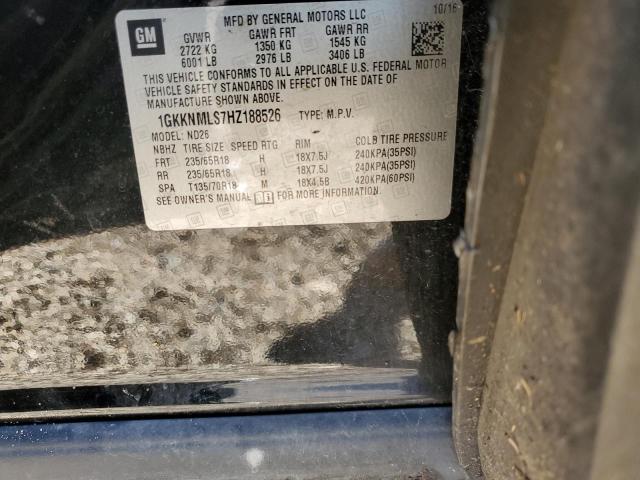 GM
MFD BY GENERAL MOTORS LLC
10/16
GVWR GAWR FRT GAWR RR
2722 KG 1350 KG 1545 KG
6001 LB 2976 LB 3406 LB
THIS VEHICLE CONFORMS TO ALL APPLICABLE U.S. FEDERAL MOTOR
VEHICLE SAFETY STANDARDS IN EFFECT ON THE DATE OF
MANUFACTURE SHOWN ABOVE.
1GKKNMLS7HZ188526 TYPE: M.P.V.
MODEL: ND26
NBHZ TIRE SIZE SPEED RTG RIM COLD TIRE PRESSURE
FRT 235/65R18 H 18X7.5J 240KPA(35PSI)
RR 235/65R18 H 18X7.5J 240KPA(35PSI)
SPA T135/70R18 M 18X4.5B 420KPA(60PSI)
SEE OWNER'S MANUAL FOR MORE INFORMATION.